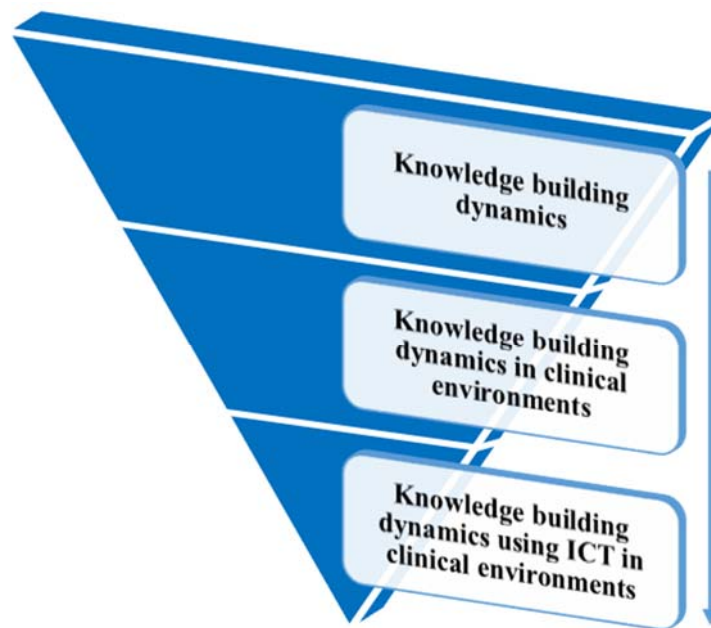 Knowledge building
dynamics
Knowledge building
dynamics in clinical
environments
Knowledge building
dynamics using ICT in
clinical environments